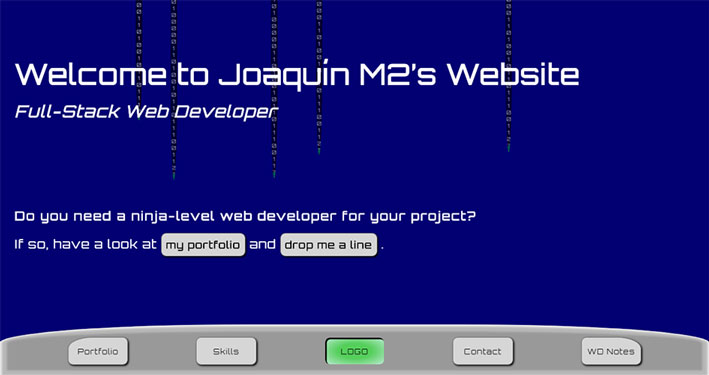 Welcome to Joaquín M2's Website
Full-Stack Web Developer
Do you need a ninja-level web developer for your project?
If so, have a look at my portfolio and drop me a line .
Portfolio Skills LOGO Contact WD Notes